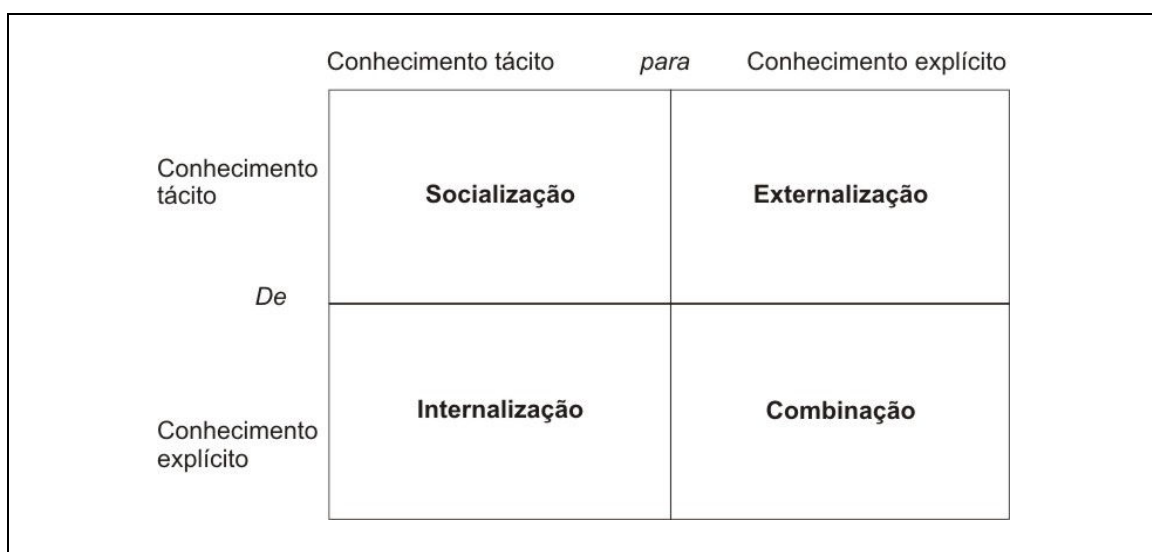 Conhecimento tácito para Conhecimento explícito
Conhecimento
tácito
Socialização Externalização
De
Internalização Combinação
Conhecimento
explícito